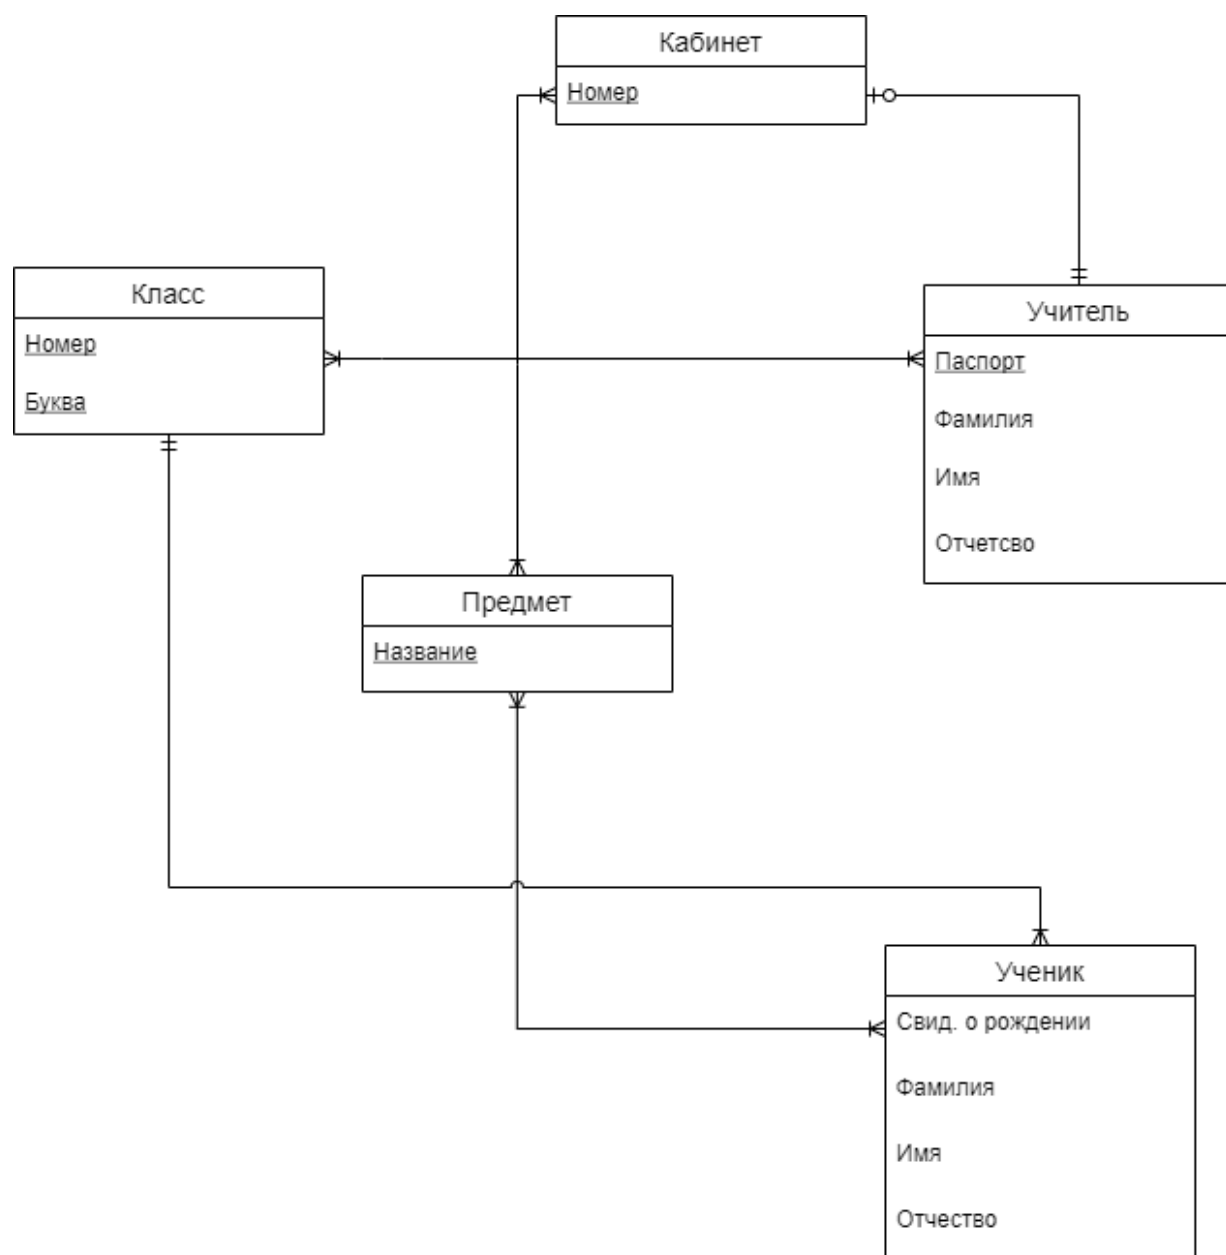 Кабинет
Номер
Класс
Номер
Буква
Учитель
Паспорт
Фамилия
Имя
Отчетсво
Предмет
Название
Ученик
Свид. о рождении
Фамилия
Имя
Отчество